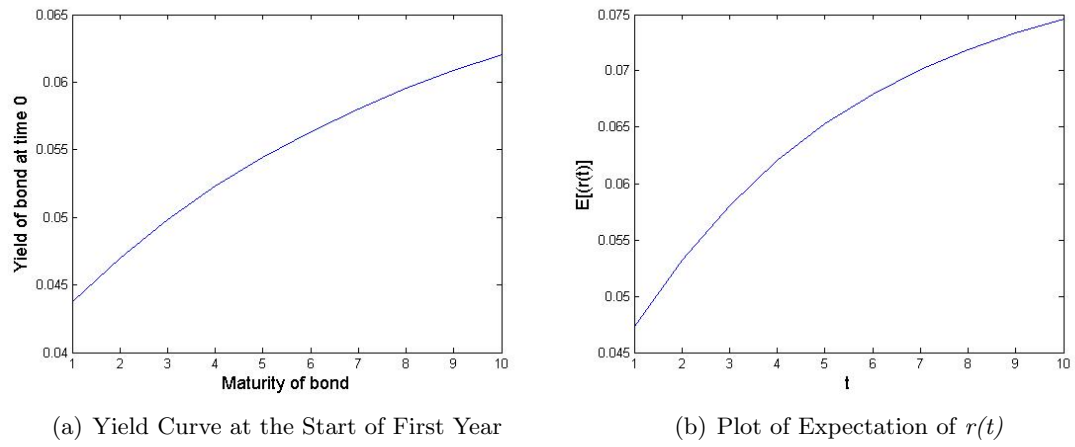 0.065
0.06
0.055
0.05
0.045
0.04
Yield of bond at time 0
1 2 3 4 5 6 7 8 9 10
Maturity of bond
(a) Yield Curve at the Start of First Year
0.075
0.07
0.065
0.06
0.055
0.05
0.045
E[(r(t)]
1 2 3 4 5 6 7 8 9 10
t
(b) Plot of Expectation of r(t)